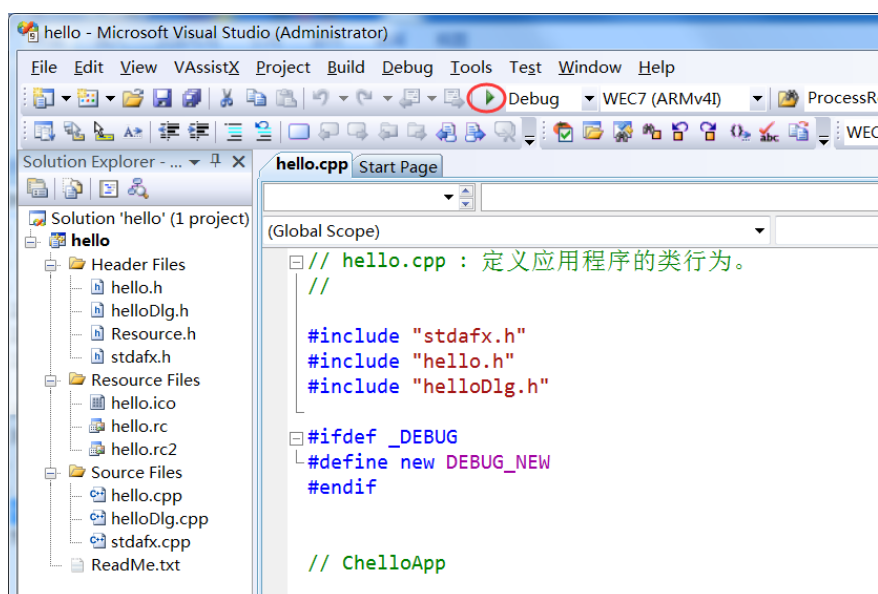 hello - Microsoft Visual Studio (Administrator)
File Edit View VAssistX Project Build Debug Tools Test Window Help
Debug WEC7 (ARMv4I) ProcessR
WEC
Solution Explorer - ...
hello.cpp Start Page
Solution 'hello' (1 project)
hello
Header Files
hello.h
helloDlg.h
Resource.h
stdafx.h
Resource Files
hello.ico
hello.rc
hello.rc2
Source Files
hello.cpp
helloDlg.cpp
stdafx.cpp
ReadMe.txt
(Global Scope)
// hello.cpp : 定义应用程序的类行为。
//
#include "stdafx.h"
#include "hello.h"
#include "helloDlg.h"
#ifdef _DEBUG
#define new DEBUG_NEW
#endif
// ChelloApp